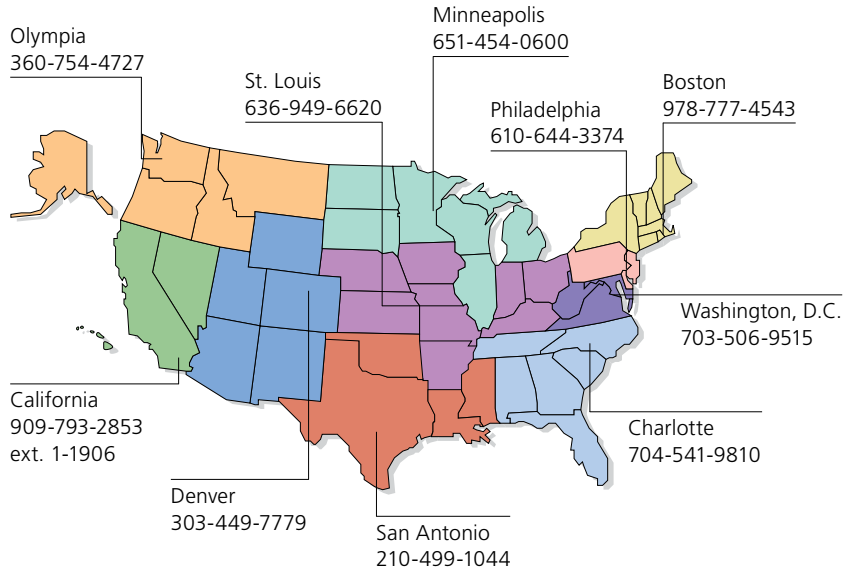 Minneapolis
651-454-0600
Olympia
360-754-4727
St. Louis
636-949-6620
Boston
978-777-4543
Philadelphia
610-644-3374
Washington, D.C.
703-506-9515
California
909-793-2853
ext. 1-1906
Charlotte
704-541-9810
Denver
303-449-7779
San Antonio
210-499-1044